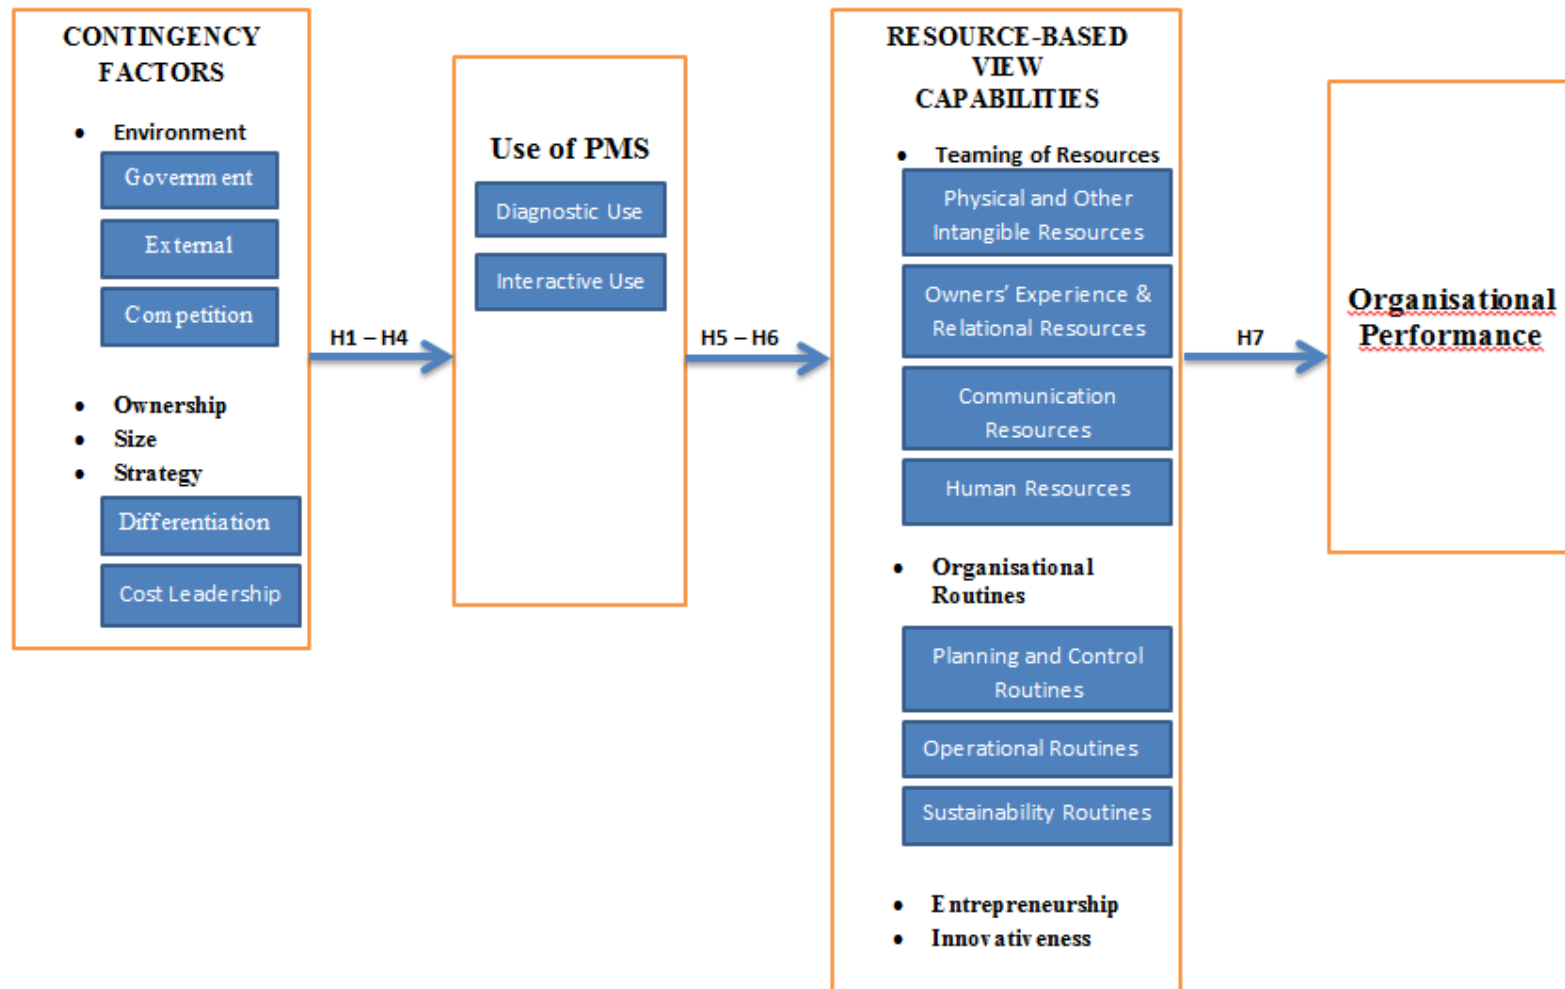 CONTINGENCY
FACTORS
• Environment
Government
External
Competition
• Ownership
• Size
• Strategy
Differentiation
Cost Leadership
H1 – H4
Use of PMS
Diagnostic Use
Interactive Use
H5 – H6
RESOURCE-BASED
VIEW
CAPABILITIES
• Teaming of Resources
Physical and Other
Intangible Resources
Owners’ Experience &
Relational Resources
Communication
Resources
Human Resources
• Organisational
Routines
Planning and Control
Routines
Operational Routines
Sustainability Routines
• Entrepreneurship
• Innovativeness
H7
Organisational
Performance